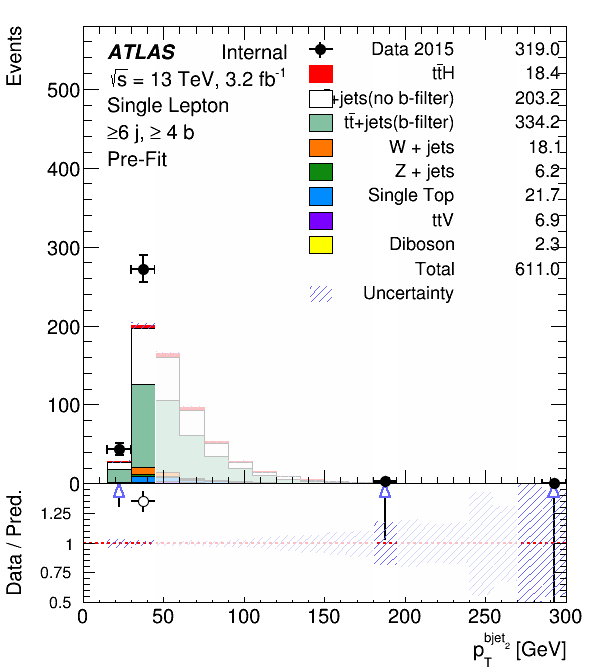 Events
ATLAS Internal
√s = 13 TeV, 3.2 fb⁻¹
Single Lepton
≥6 j, ≥ 4 b
Pre-Fit
Data 2015 319.0
tt̄H 18.4
+jets(no b-filter) 203.2
tt̄+jets(b-filter) 334.2
W + jets 18.1
Z + jets 6.2
Single Top 21.7
ttV 6.9
Diboson 2.3
Total 611.0
Uncertainty
500
400
300
200
100
0
Data / Pred.
1.25
1
0.75
0.5
0 50 100 150 200 250 300
p_T^bjet₂ [GeV]